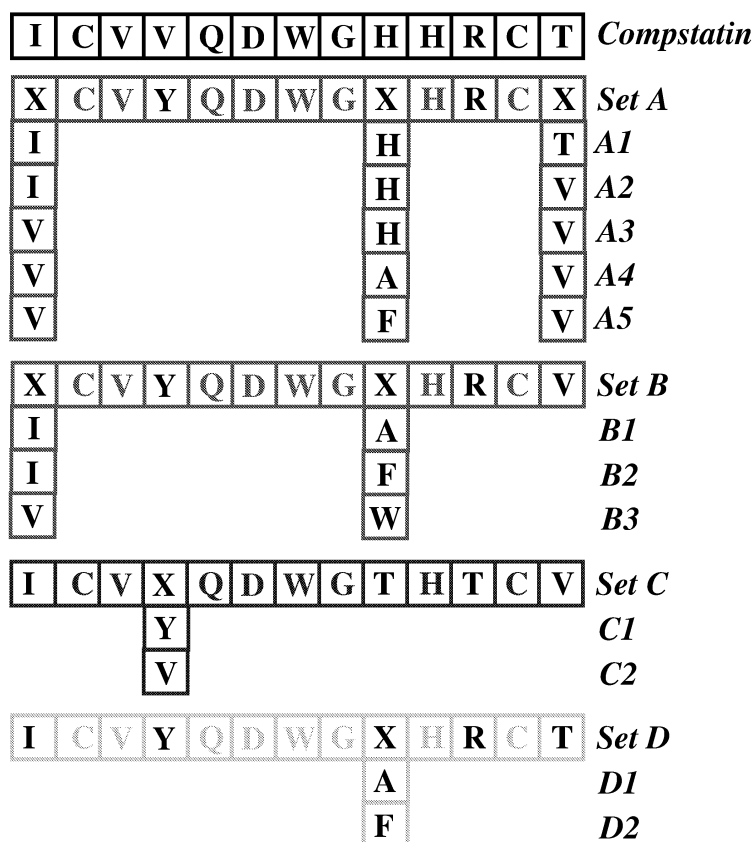 I C V V Q D W G H H R C T Compstatin
X C V Y Q D W G X H R C X Set A
I H T A1
I H V A2
V H V A3
V A V A4
V F V A5
X C V Y Q D W G X H R C V Set B
I A B1
I F B2
V W B3
I C V X Q D W G T H T C V Set C
Y C1
V C2
I C V Y Q D W G X H R C T Set D
A D1
F D2